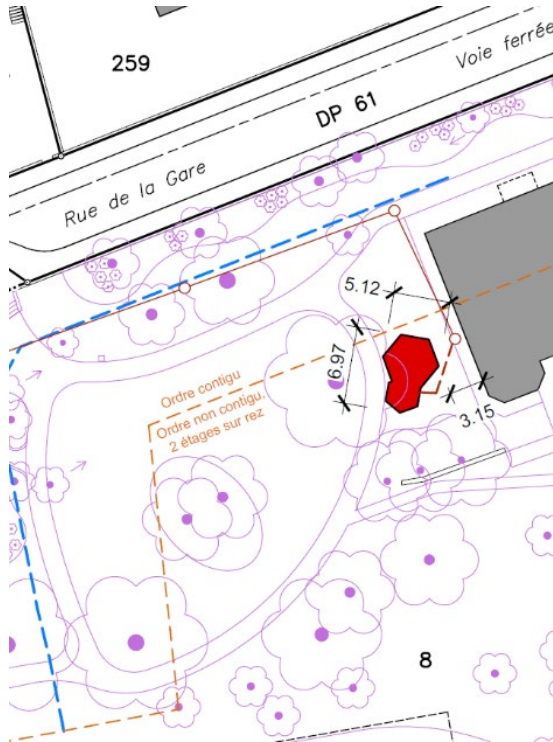 259
Voie ferrée
DP 61
Rue de la Gare
5.12
6.97
Ordre contigu
Ordre non contigu,
2 étages sur rez
3.15
8